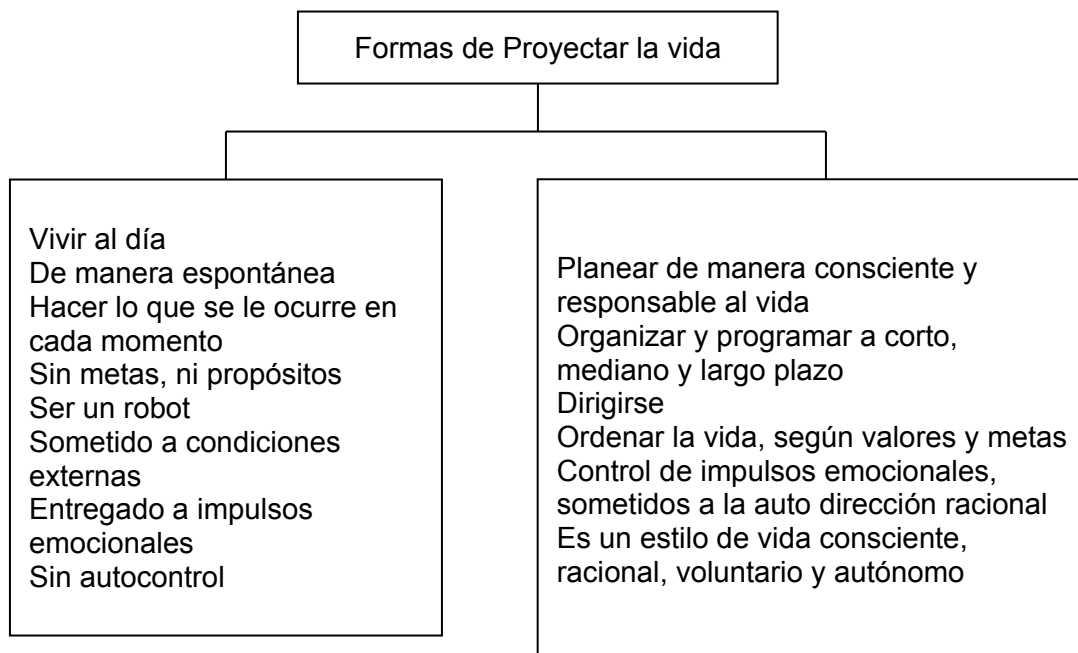 Formas de Proyectar la vida
Vivir al día
De manera espontánea
Hacer lo que se le ocurre en
cada momento
Sin metas, ni propósitos
Ser un robot
Sometido a condiciones
externas
Entregado a impulsos
emocionales
Sin autocontrol
Planear de manera consciente y
responsable al vida
Organizar y programar a corto,
mediano y largo plazo
Dirigirse
Ordenar la vida, según valores y metas
Control de impulsos emocionales,
sometidos a la auto dirección racional
Es un estilo de vida consciente,
racional, voluntario y autónomo